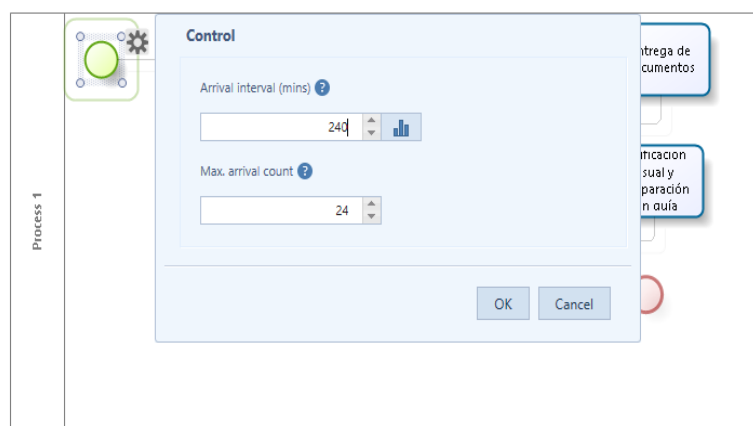 Control
Arrival interval (mins) ?
240
Max. arrival count ?
24
OK Cancel
Process 1
ntrega de
cumentos
sual y
paración
n guía